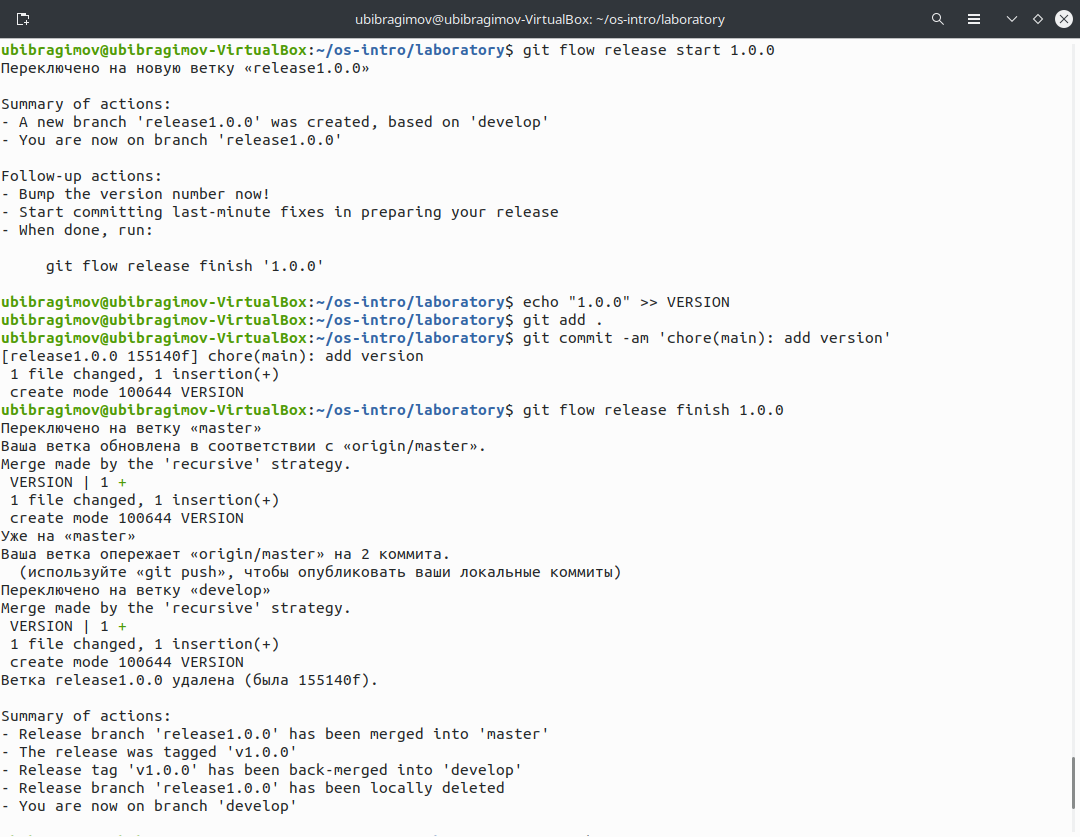 ubibragimov@ubibragimov-VirtualBox: ~/os-intro/laboratory
ubibragimov@ubibragimov-VirtualBox:~/os-intro/laboratory$ git flow release start 1.0.0
Переключено на новую ветку «release1.0.0»
Summary of actions:
- A new branch 'release1.0.0' was created, based on 'develop'
- You are now on branch 'release1.0.0'
Follow-up actions:
- Bump the version number now!
- Start committing last-minute fixes in preparing your release
- When done, run:
git flow release finish '1.0.0'
ubibragimov@ubibragimov-VirtualBox:~/os-intro/laboratory$ echo "1.0.0" >> VERSION
ubibragimov@ubibragimov-VirtualBox:~/os-intro/laboratory$ git add .
ubibragimov@ubibragimov-VirtualBox:~/os-intro/laboratory$ git commit -am 'chore(main): add version'
[release1.0.0 155140f] chore(main): add version
1 file changed, 1 insertion(+)
create mode 100644 VERSION
ubibragimov@ubibragimov-VirtualBox:~/os-intro/laboratory$ git flow release finish 1.0.0
Переключено на ветку «master»
Ваша ветка обновлена в соответствии с «origin/master».
Merge made by the 'recursive' strategy.
VERSION | 1 +
1 file changed, 1 insertion(+)
create mode 100644 VERSION
Уже на «master»
Ваша ветка опережает «origin/master» на 2 коммита.
(используйте «git push», чтобы опубликовать ваши локальные коммиты)
Переключено на ветку «develop»
Merge made by the 'recursive' strategy.
VERSION | 1 +
1 file changed, 1 insertion(+)
create mode 100644 VERSION
Ветка release1.0.0 удалена (была 155140f).
Summary of actions:
- Release branch 'release1.0.0' has been merged into 'master'
- The release was tagged 'v1.0.0'
- Release tag 'v1.0.0' has been back-merged into 'develop'
- Release branch 'release1.0.0' has been locally deleted
- You are now on branch 'develop'